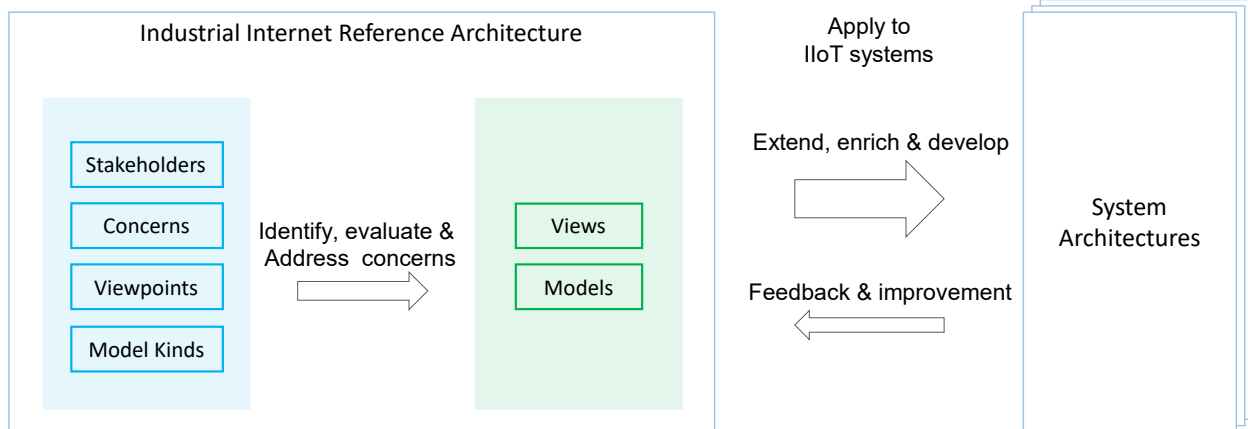 Industrial Internet Reference Architecture
Stakeholders
Concerns
Viewpoints
Model Kinds
Identify, evaluate &
Address concerns
Views
Models
Apply to
IIoT systems
Extend, enrich & develop
Feedback & improvement
System
Architectures